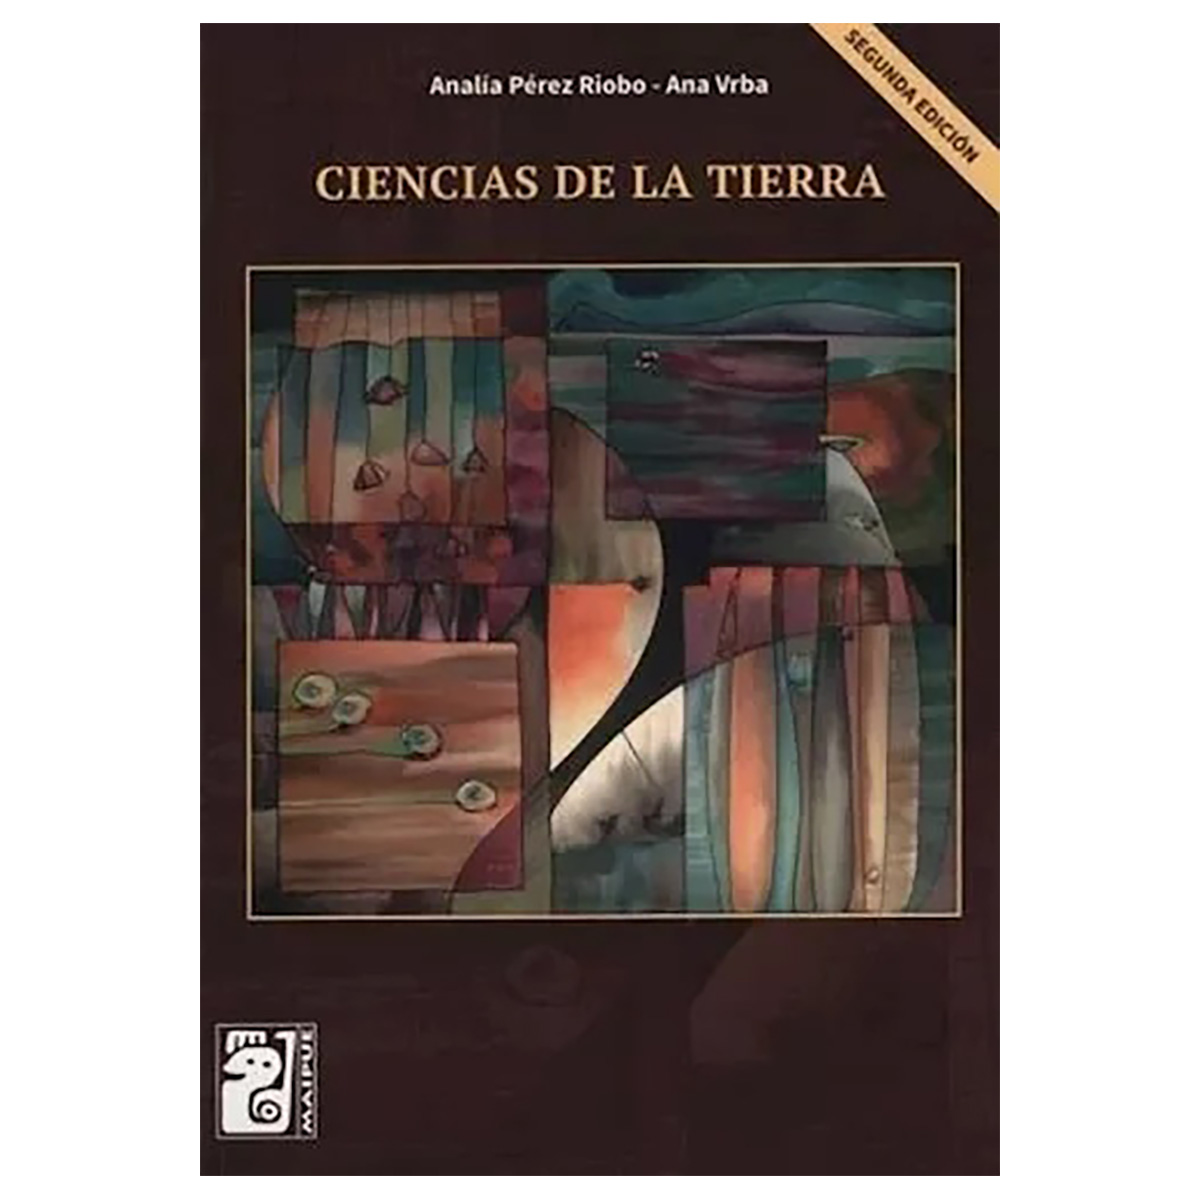 SEGUNDA EDICIÓN
Analía Pérez Riobo - Ana Vrba
CIENCIAS DE LA TIERRA
MAIPUE